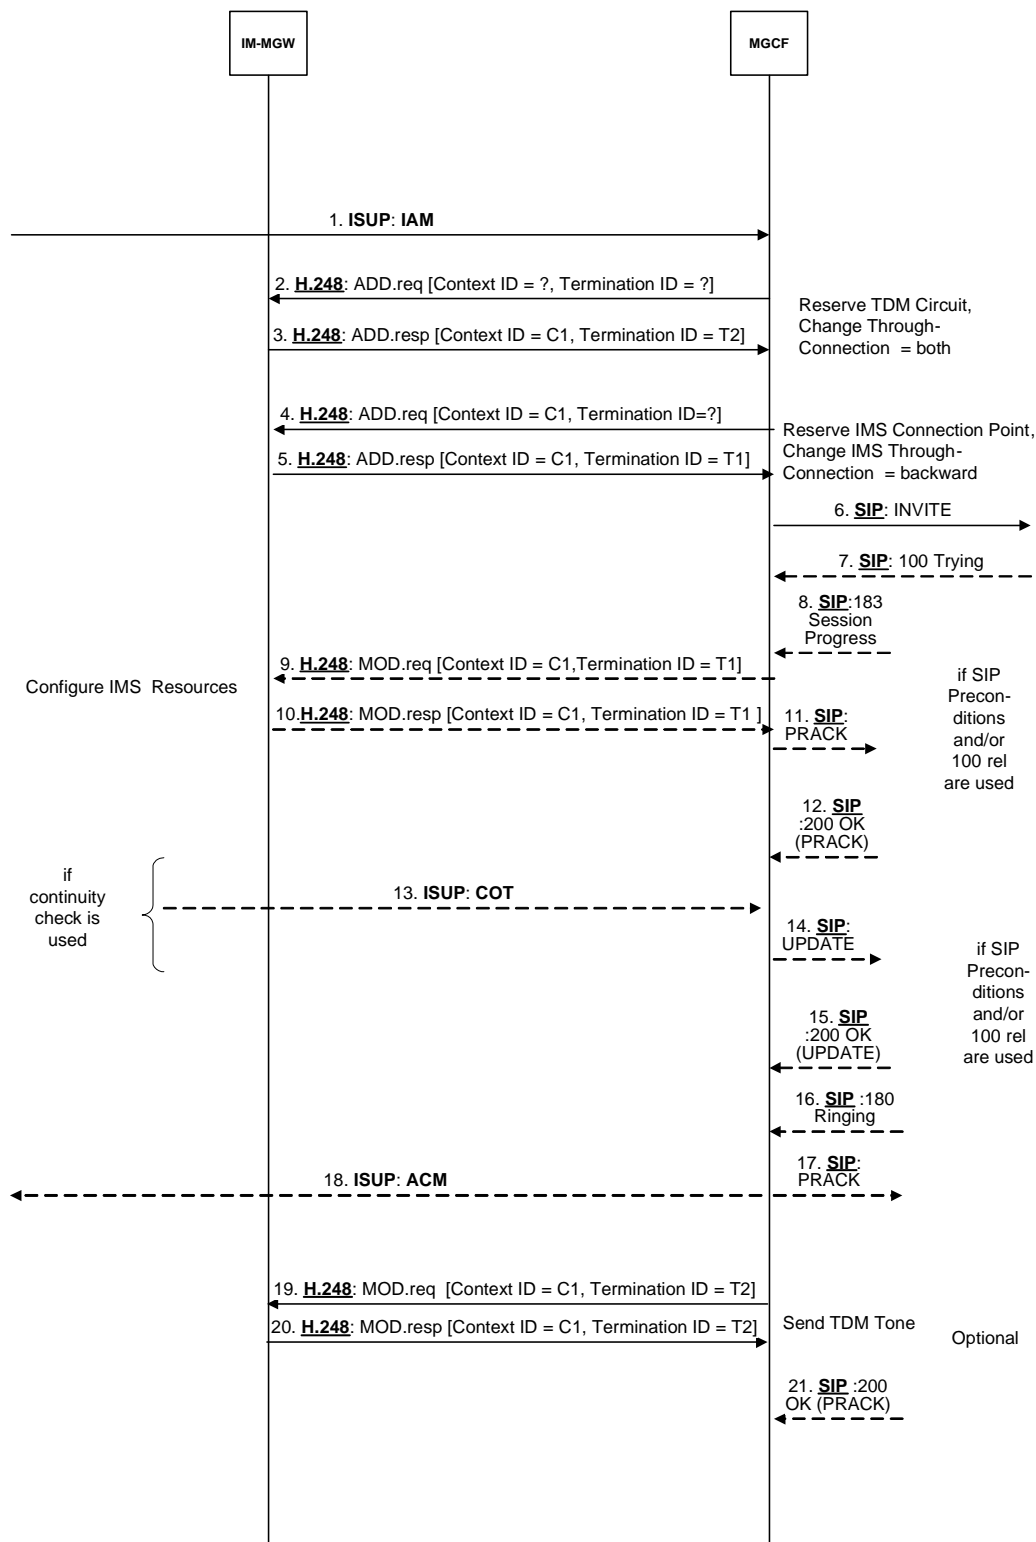 IM-MGW
MGCF
1. ISUP: IAM
2. H.248: ADD.req [Context ID = ?, Termination ID = ?]
Reserve TDM Circuit,
Change Through-
Connection = both
3. H.248: ADD.resp [Context ID = C1, Termination ID = T2]
4. H.248: ADD.req [Context ID = C1, Termination ID=?]
Reserve IMS Connection Point,
Change IMS Through-
Connection = backward
5. H.248: ADD.resp [Context ID = C1, Termination ID = T1]
6. SIP: INVITE
7. SIP: 100 Trying
8. SIP:183
Session
Progress
9. H.248: MOD.req [Context ID = C1,Termination ID = T1]
Configure IMS Resources
10.H.248: MOD.resp [Context ID = C1, Termination ID = T1 ]
11. SIP:
PRACK
if SIP
Precon-
ditions
and/or
100 rel
are used
12. SIP
:200 OK
(PRACK)
if
continuity
check is
used
13. ISUP: COT
14. SIP:
UPDATE
if SIP
Precon-
ditions
and/or
100 rel
are used
15. SIP
:200 OK
(UPDATE)
16. SIP :180
Ringing
17. SIP:
PRACK
18. ISUP: ACM
19. H.248: MOD.req [Context ID = C1, Termination ID = T2]
20. H.248: MOD.resp [Context ID = C1, Termination ID = T2]
Send TDM Tone
Optional
21. SIP :200
OK (PRACK)